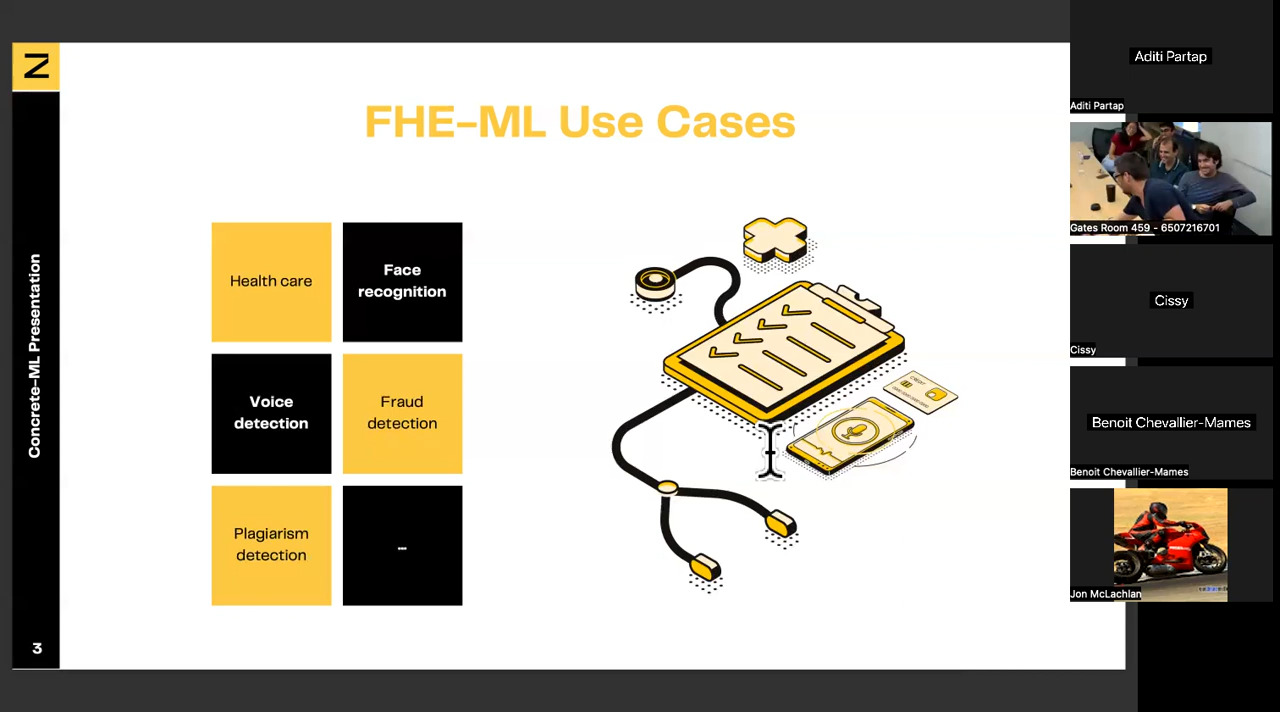 Z
Concrete-ML Presentation
3
FHE-ML Use Cases
Health care
Face
recognition
Voice
detection
Fraud
detection
Plagiarism
detection
...
CREDIT
Aditi Partap
Aditi Partap
Gates Room 459 - 6507216701
Cissy
Cissy
Benoit Chevallier-Mames
Benoit Chevallier-Mames
Jon McLachlan